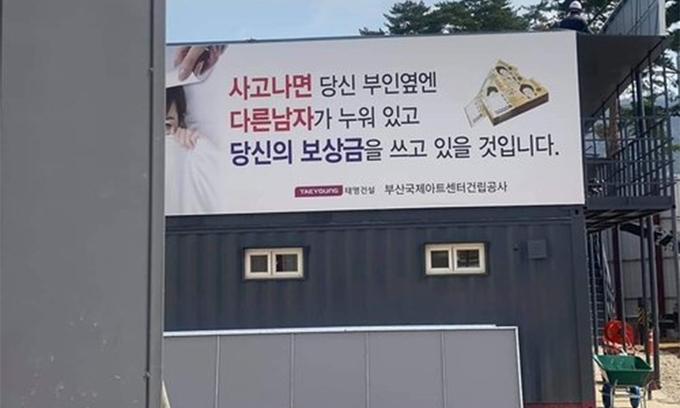 사고나면 당신 부인옆엔
다른남자가 누워 있고
당신의 보상금을 쓰고 있을 것입니다.
TAEYOUNG 태영건설 부산국제아트센터건립공사